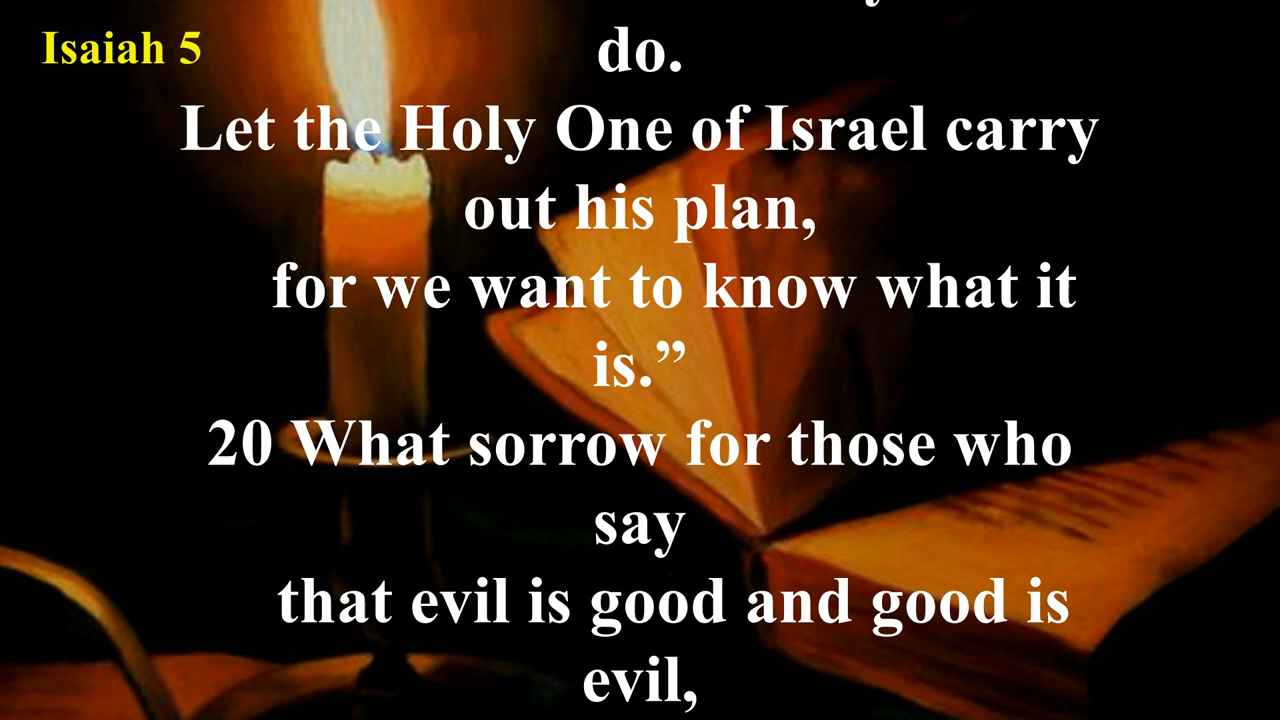 Isaiah 5
do.
Let the Holy One of Israel carry
out his plan,
for we want to know what it
is.”
20 What sorrow for those who
say
that evil is good and good is
evil,